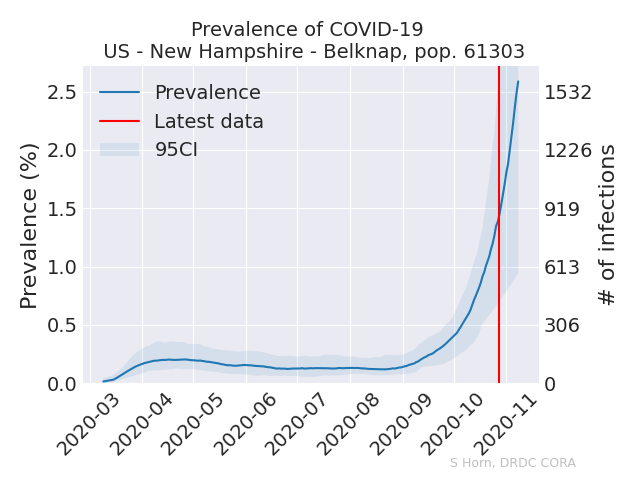 Prevalence of COVID-19
US - New Hampshire - Belknap, pop. 61303
Prevalence
Latest data
95CI
Prevalence (%)
2.5
2.0
1.5
1.0
0.5
0.0
1532
1226
919
613
306
0
# of infections
2020-03
2020-04
2020-05
2020-06
2020-07
2020-08
2020-09
2020-10
2020-11
S Horn, DRDC CORA